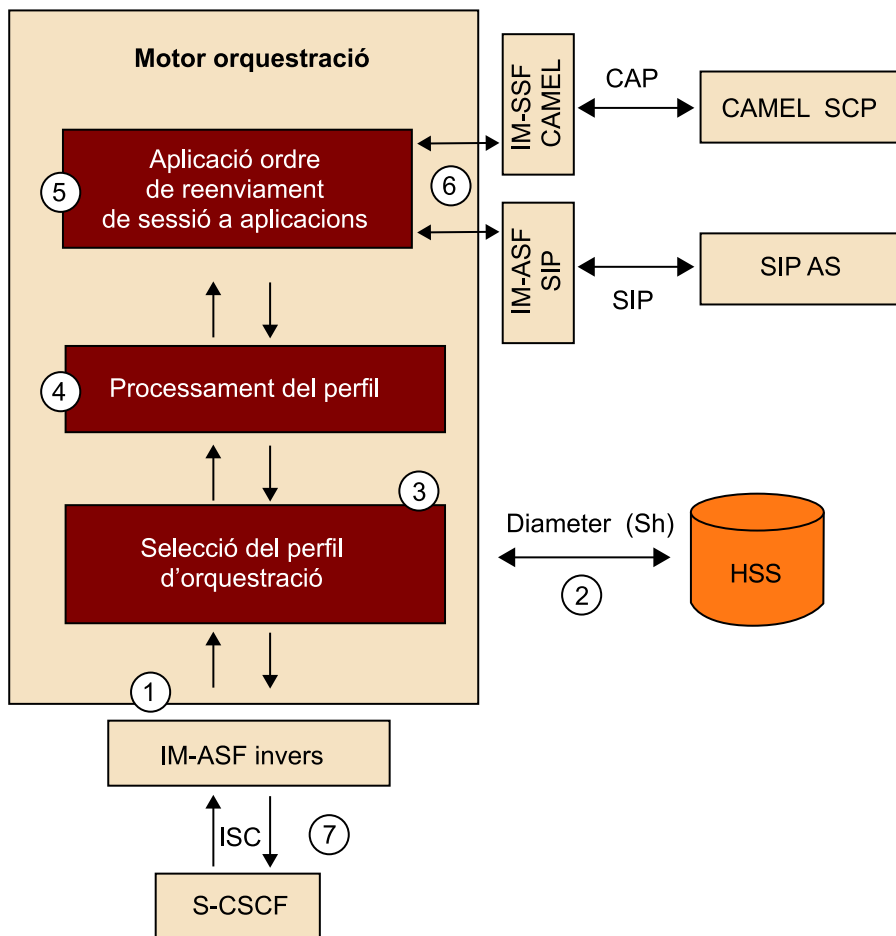 Motor orquestració
IM-SSF
CAMEL
CAP
CAMEL SCP
5
Aplicació ordre
de reenviament
de sessió a aplicacions
6
IM-ASF
SIP
SIP
SIP AS
4
Processament del perfil
3
Selecció del perfil
d’orquestració
Diameter (Sh)
2
HSS
1
IM-ASF invers
ISC
7
S-CSCF